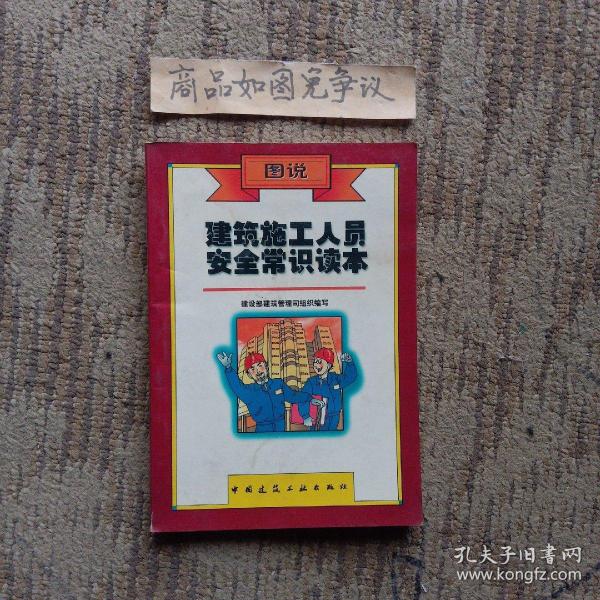 商品如图免争议
图说
建筑施工人员
安全常识读本
建设部建筑管理司组织编写
中国建筑工业出版社
孔夫子旧书网
www.kongfz.com